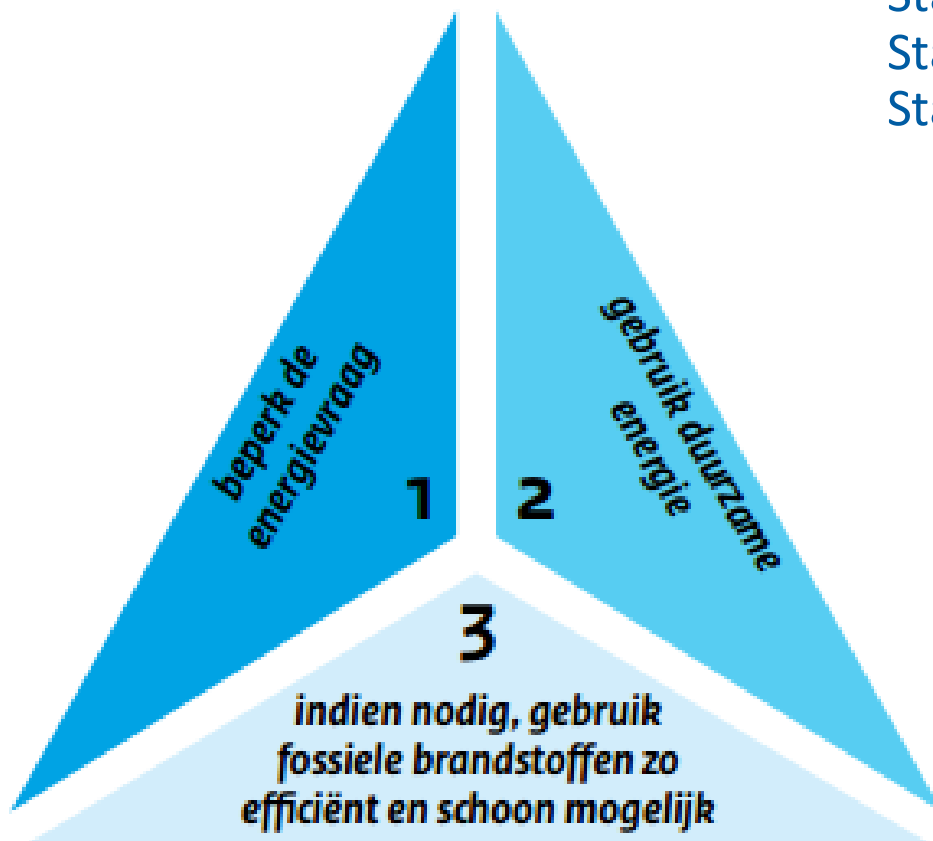 beperk de
energievraag
1
2
gebruik duurzame
energie
3
indien nodig, gebruik
fossiele brandstoffen zo
efficiënt en schoon mogelijk